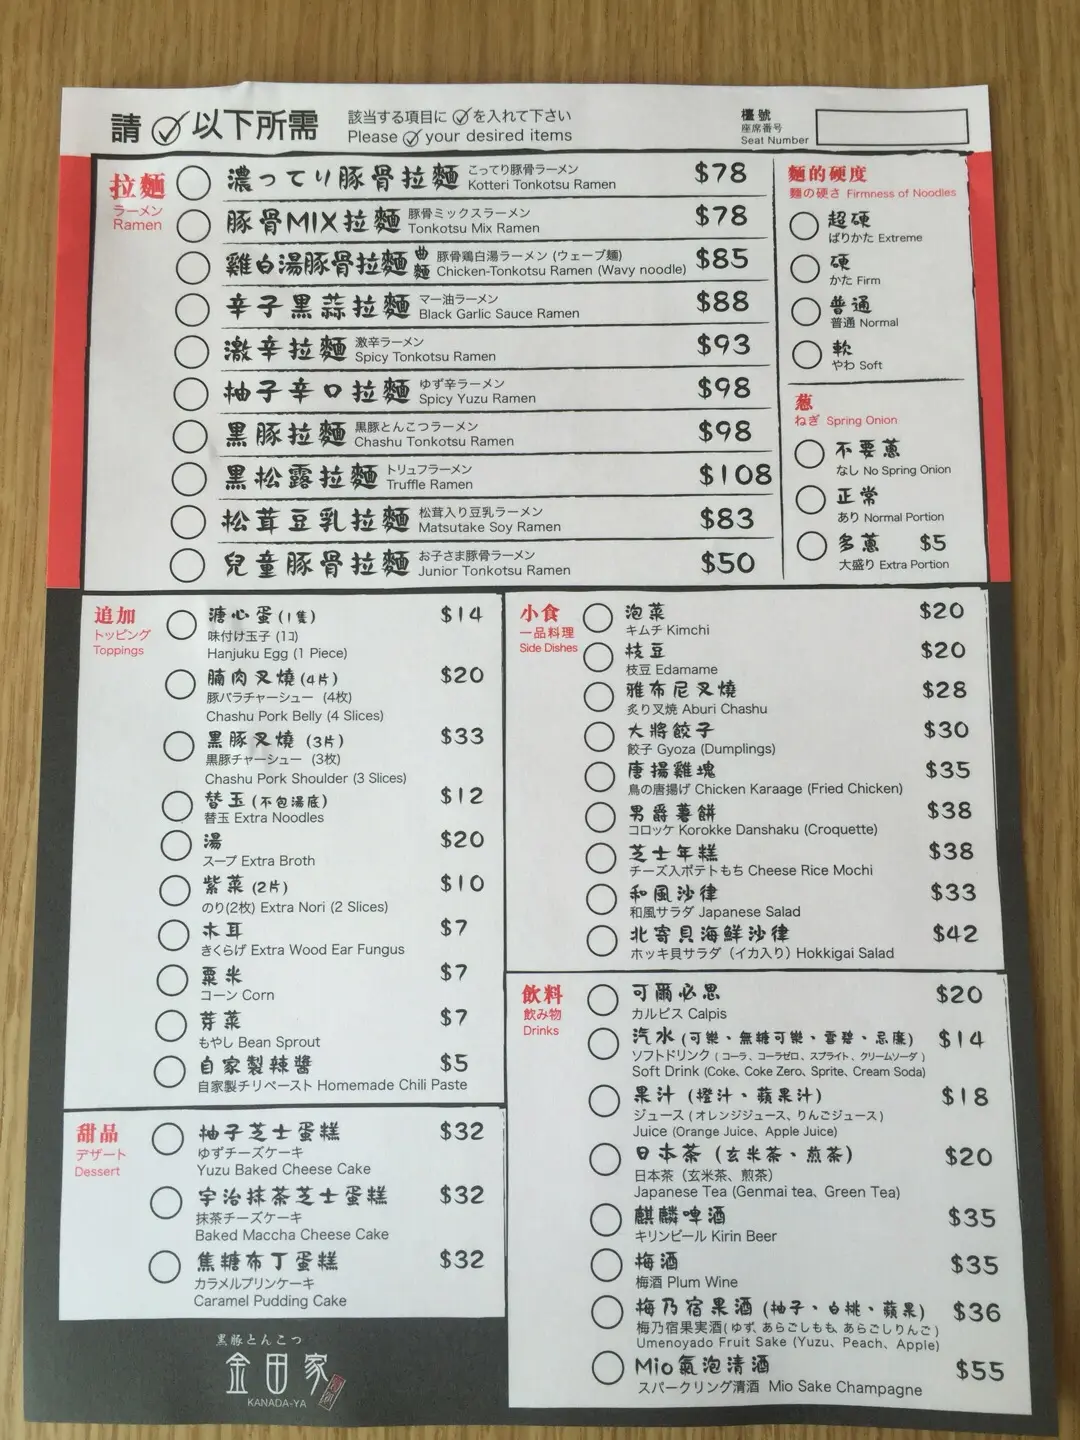 請 以下所需
該当する項目に を入れて下さい
Please your desired items
檯號
座席番号
Seat Number
拉麵
ラーメン
Ramen
濃ってり豚骨拉麵 こってり豚骨ラーメン $78
Kotteri Tonkotsu Ramen
豚骨MIX拉麵 豚骨ミックスラーメン $78
Tonkotsu Mix Ramen
雞白湯豚骨拉麵 曲麵 豚骨鶏白湯ラーメン (ウェーブ麺) $85
Chicken-Tonkotsu Ramen (Wavy noodle)
辛子黑蒜拉麵 マー油ラーメン $88
Black Garlic Sauce Ramen
激辛拉麵 激辛ラーメン $93
Spicy Tonkotsu Ramen
柚子辛口拉麵 ゆず辛ラーメン $98
Spicy Yuzu Ramen
黑豚拉麵 黒豚とんこつラーメン $98
Chashu Tonkotsu Ramen
黑松露拉麵 トリュフラーメン $108
Truffle Ramen
松茸豆乳拉麵 松茸入り豆乳ラーメン $83
Matsutake Soy Ramen
兒童豚骨拉麵 お子さま豚骨ラーメン $50
Junior Tonkotsu Ramen
麵的硬度
麺の硬さ Firmness of Noodles
超硬
ばりかた Extreme
硬
かた Firm
普通
普通 Normal
軟
やわ Soft
葱
ねぎ Spring Onion
不要蔥
なし No Spring Onion
正常
あり Normal Portion
多蔥 $5
大盛り Extra Portion
追加
トッピング
Toppings
溏心蛋 (1隻) $14
味付け玉子 (1コ)
Hanjuku Egg (1 Piece)
腩肉叉燒 (4片) $20
豚バラチャーシュー (4枚)
Chashu Pork Belly (4 Slices)
黑豚叉燒 (3片) $33
黒豚チャーシュー (3枚)
Chashu Pork Shoulder (3 Slices)
替玉 (不包湯底) $12
替玉 Extra Noodles
湯 $20
スープ Extra Broth
紫菜 (2片) $10
のり(2枚) Extra Nori (2 Slices)
木耳 $7
きくらげ Extra Wood Ear Fungus
粟米 $7
コーン Corn
芽菜 $7
もやし Bean Sprout
自家製辣醬 $5
自家製チリペースト Homemade Chili Paste
甜品
デザート
Dessert
柚子芝士蛋糕 $32
ゆずチーズケーキ
Yuzu Baked Cheese Cake
宇治抹茶芝士蛋糕 $32
抹茶チーズケーキ
Baked Maccha Cheese Cake
焦糖布丁蛋糕 $32
カラメルプリンケーキ
Caramel Pudding Cake
黒豚とんこつ
金田家
KANADA-YA
小食
一品料理
Side Dishes
泡菜 $20
キムチ Kimchi
枝豆 $20
枝豆 Edamame
雅布尼叉燒 $28
炙り叉焼 Aburi Chashu
大將餃子 $30
餃子 Gyoza (Dumplings)
唐揚雞塊 $35
鳥の唐揚げ Chicken Karaage (Fried Chicken)
男爵薯餅 $38
コロッケ Korokke Danshaku (Croquette)
芝士年糕 $38
チーズ入ポテトもち Cheese Rice Mochi
和風沙律 $33
和風サラダ Japanese Salad
北寄貝海鮮沙律 $42
ホッキ貝サラダ（イカ入り）Hokkigai Salad
飲料
飲み物
Drinks
可爾必思 $20
カルピス Calpis
汽水 (可樂、無糖可樂、雪碧、忌廉) $14
ソフトドリンク ( コーラ、コーラゼロ、スプライト、クリームソーダ )
Soft Drink (Coke, Coke Zero, Sprite, Cream Soda)
果汁 (橙汁、蘋果汁) $18
ジュース ( オレンジジュース、りんごジュース )
Juice (Orange Juice, Apple Juice)
日本茶 (玄米茶、煎茶) $20
日本茶（玄米茶、煎茶）
Japanese Tea (Genmai tea、Green Tea)
麒麟啤酒 $35
キリンビール Kirin Beer
梅酒 $35
梅酒 Plum Wine
梅乃宿果酒 (柚子、白桃、蘋果) $36
梅乃宿果実酒 ( ゆず、あらごしもも、あらごしりんご )
Umenoyado Fruit Sake (Yuzu、Peach、Apple)
Mio氣泡清酒 $55
スパークリング清酒 Mio Sake Champagne